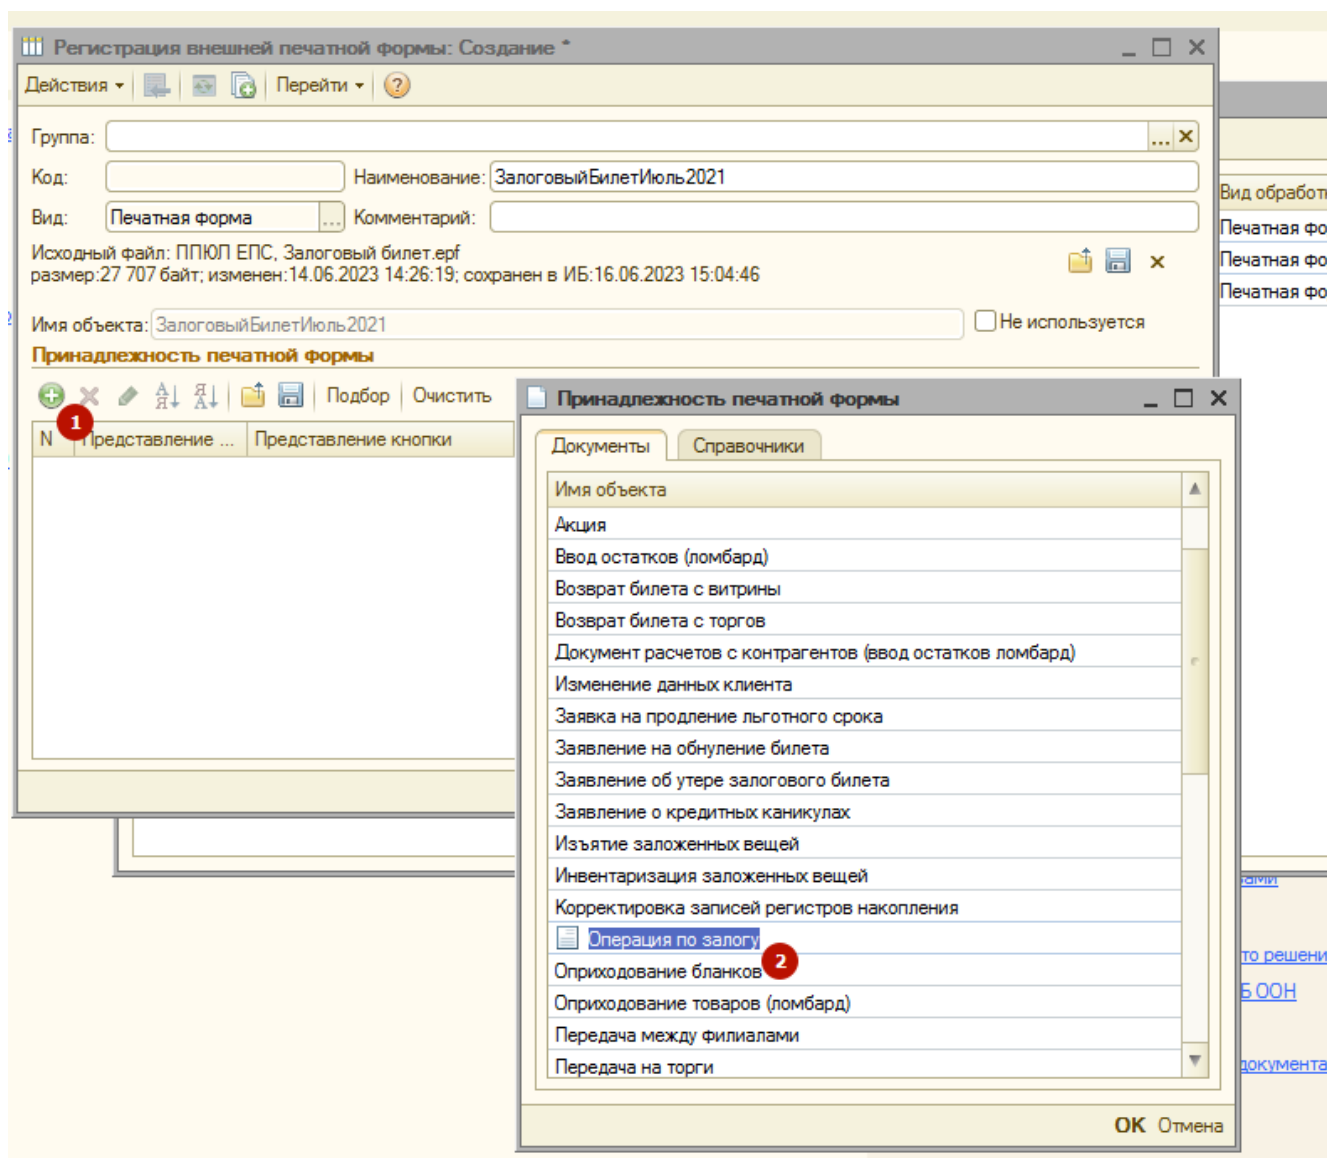 Регистрация внешней печатной формы: Создание *
Действия Перейти ?
Группа: ...
Код: Наименование: ЗалоговыйБилетИюль2021
Вид: Печатная форма ... Комментарий:
Исходный файл: ППЮЛ ЕПС, Залоговый билет.epf
размер:27 707 байт; изменен:14.06.2023 14:26:19; сохранен в ИБ:16.06.2023 15:04:46
Имя объекта: ЗалоговыйБилетИюль2021 Не используется
Принадлежность печатной формы
Подбор Очистить
1
N Представление ... Представление кнопки
Вид обработ
Печатная фо
Печатная фо
Печатная фо
Принадлежность печатной формы
Документы Справочники
Имя объекта
Акция
Ввод остатков (ломбард)
Возврат билета с витрины
Возврат билета с торгов
Документ расчетов с контрагентов (ввод остатков ломбард)
Изменение данных клиента
Заявка на продление льготного срока
Заявление на обнуление билета
Заявление об утере залогового билета
Заявление о кредитных каникулах
Изъятие заложенных вещей
Инвентаризация заложенных вещей
Корректировка записей регистров накопления
Операция по залогу
2
Оприходование бланков
Оприходование товаров (ломбард)
Передача между филиалами
Передача на торги
OK Отмена
то решени
Б ООН
документа